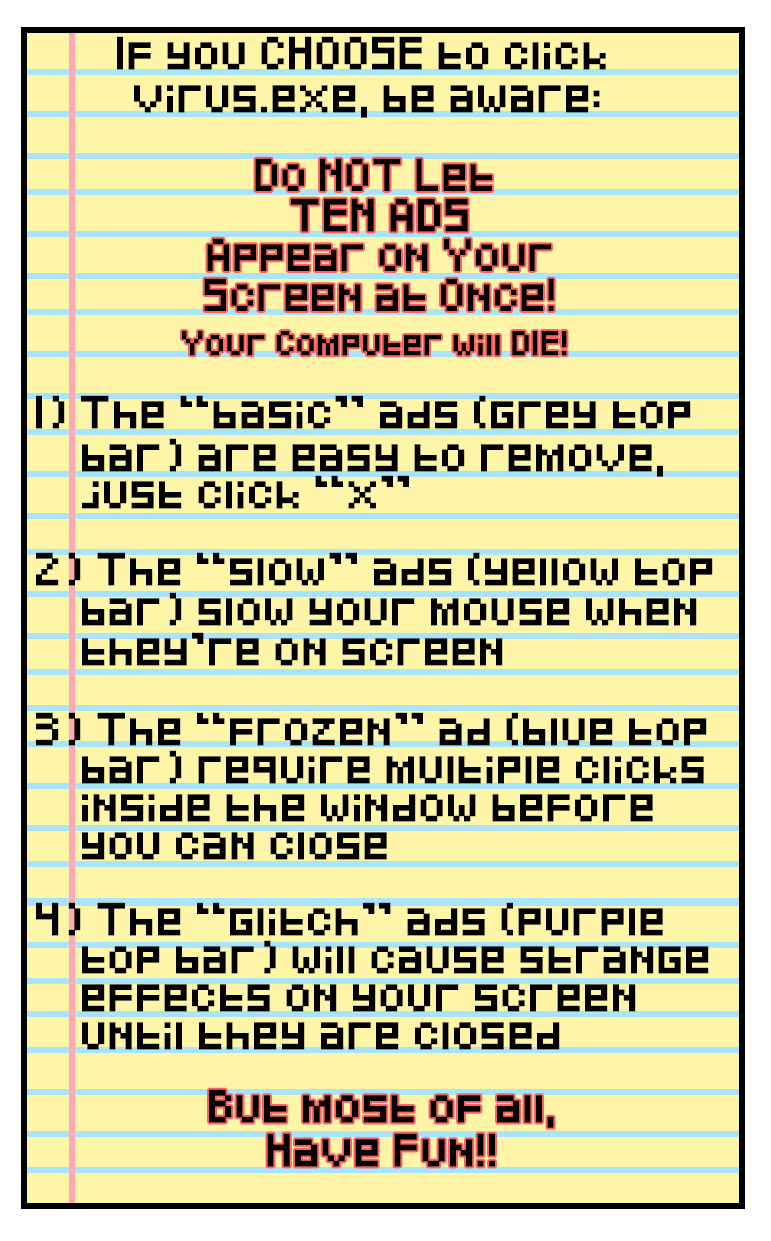 If you CHOOSE to click
virus.exe, be aware:
Do NOT Let
TEN ADS
Appear on Your
Screen at Once!
Your Computer will DIE!
1) The “basic” ads (grey top
bar) are easy to remove,
just click “x”
2) The “slow” ads (yellow top
bar) slow your mouse when
they're on screen
3) The “frozen” ad (blue top
bar) require multiple clicks
inside the window before
you can close
4) The “Glitch” ads (purple
top bar) will cause strange
effects on your screen
until they are closed
But most of all,
Have Fun!!